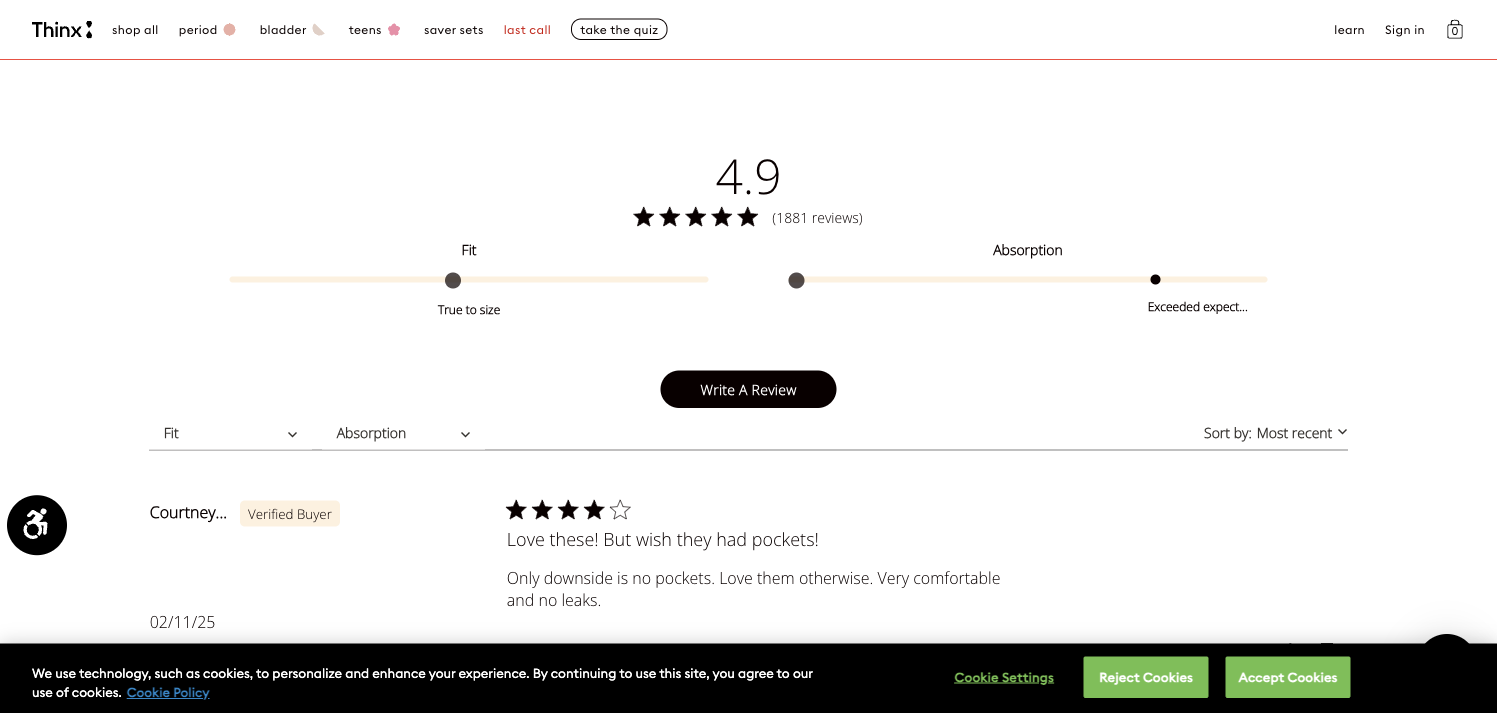 Thinx
shop all
period
bladder
teens
saver sets
last call
take the quiz
learn
Sign in
0
4.9
(1881 reviews)
Fit
Absorption
True to size
Exceeded expect...
Write A Review
Fit
Absorption
Sort by: Most recent
Courtney...
Verified Buyer
Love these! But wish they had pockets!
Only downside is no pockets. Love them otherwise. Very comfortable
and no leaks.
02/11/25
We use technology, such as cookies, to personalize and enhance your experience. By continuing to use this site, you agree to our
use of cookies. Cookie Policy
Cookie Settings
Reject Cookies
Accept Cookies